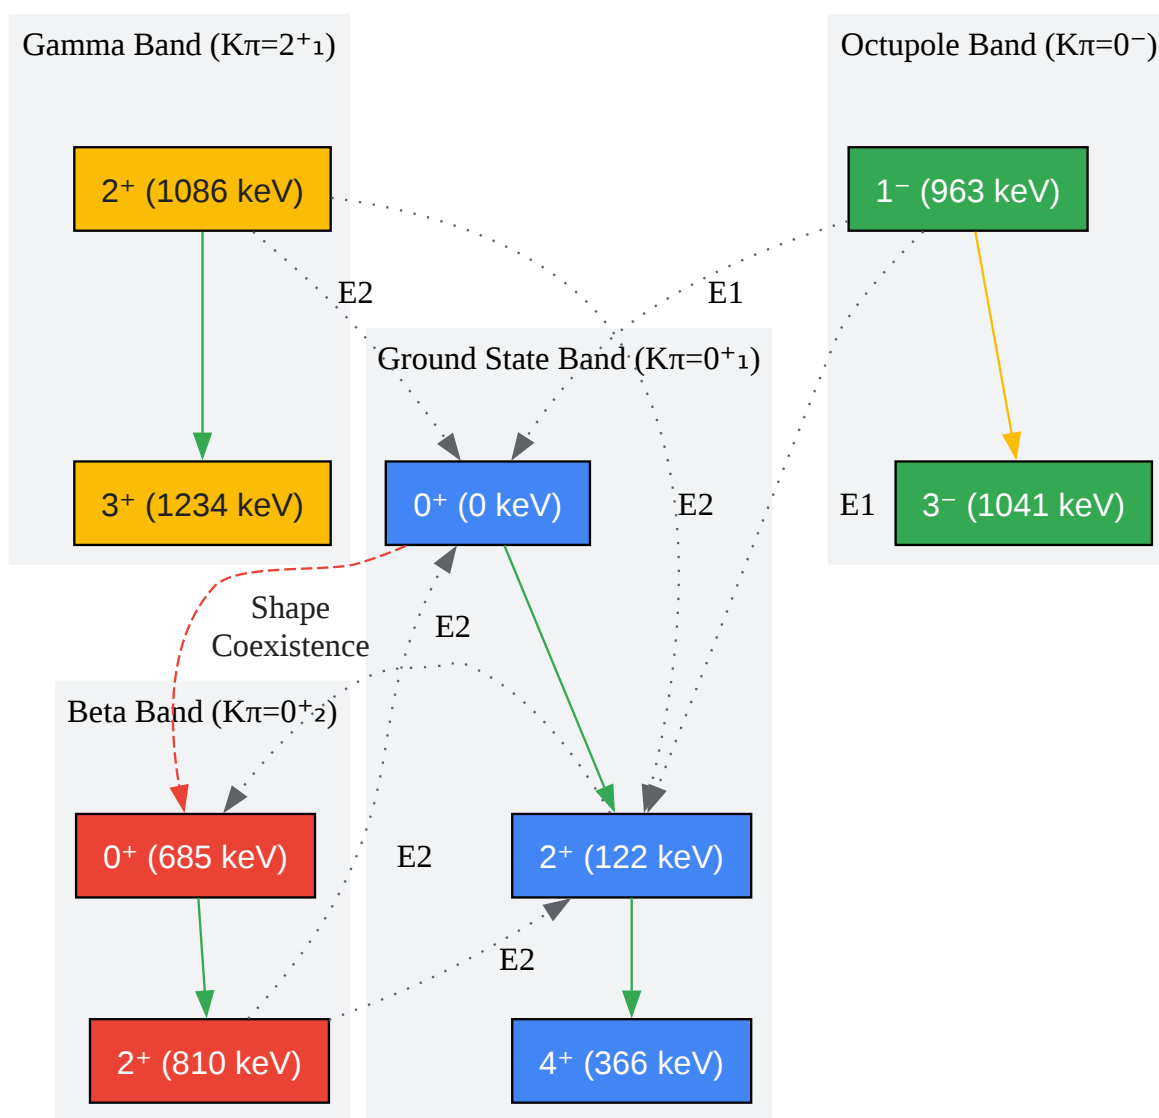 Gamma Band (Kπ=2⁺₁)
Octupole Band (Kπ=0⁻)
2⁺ (1086 keV)
1⁻ (963 keV)
E2
E1
Ground State Band (Kπ=0⁺₁)
3⁺ (1234 keV)
0⁺ (0 keV)
E2
E1
3⁻ (1041 keV)
Shape
Coexistence
E2
Beta Band (Kπ=0⁺₂)
0⁺ (685 keV)
E2
2⁺ (122 keV)
E2
2⁺ (810 keV)
4⁺ (366 keV)